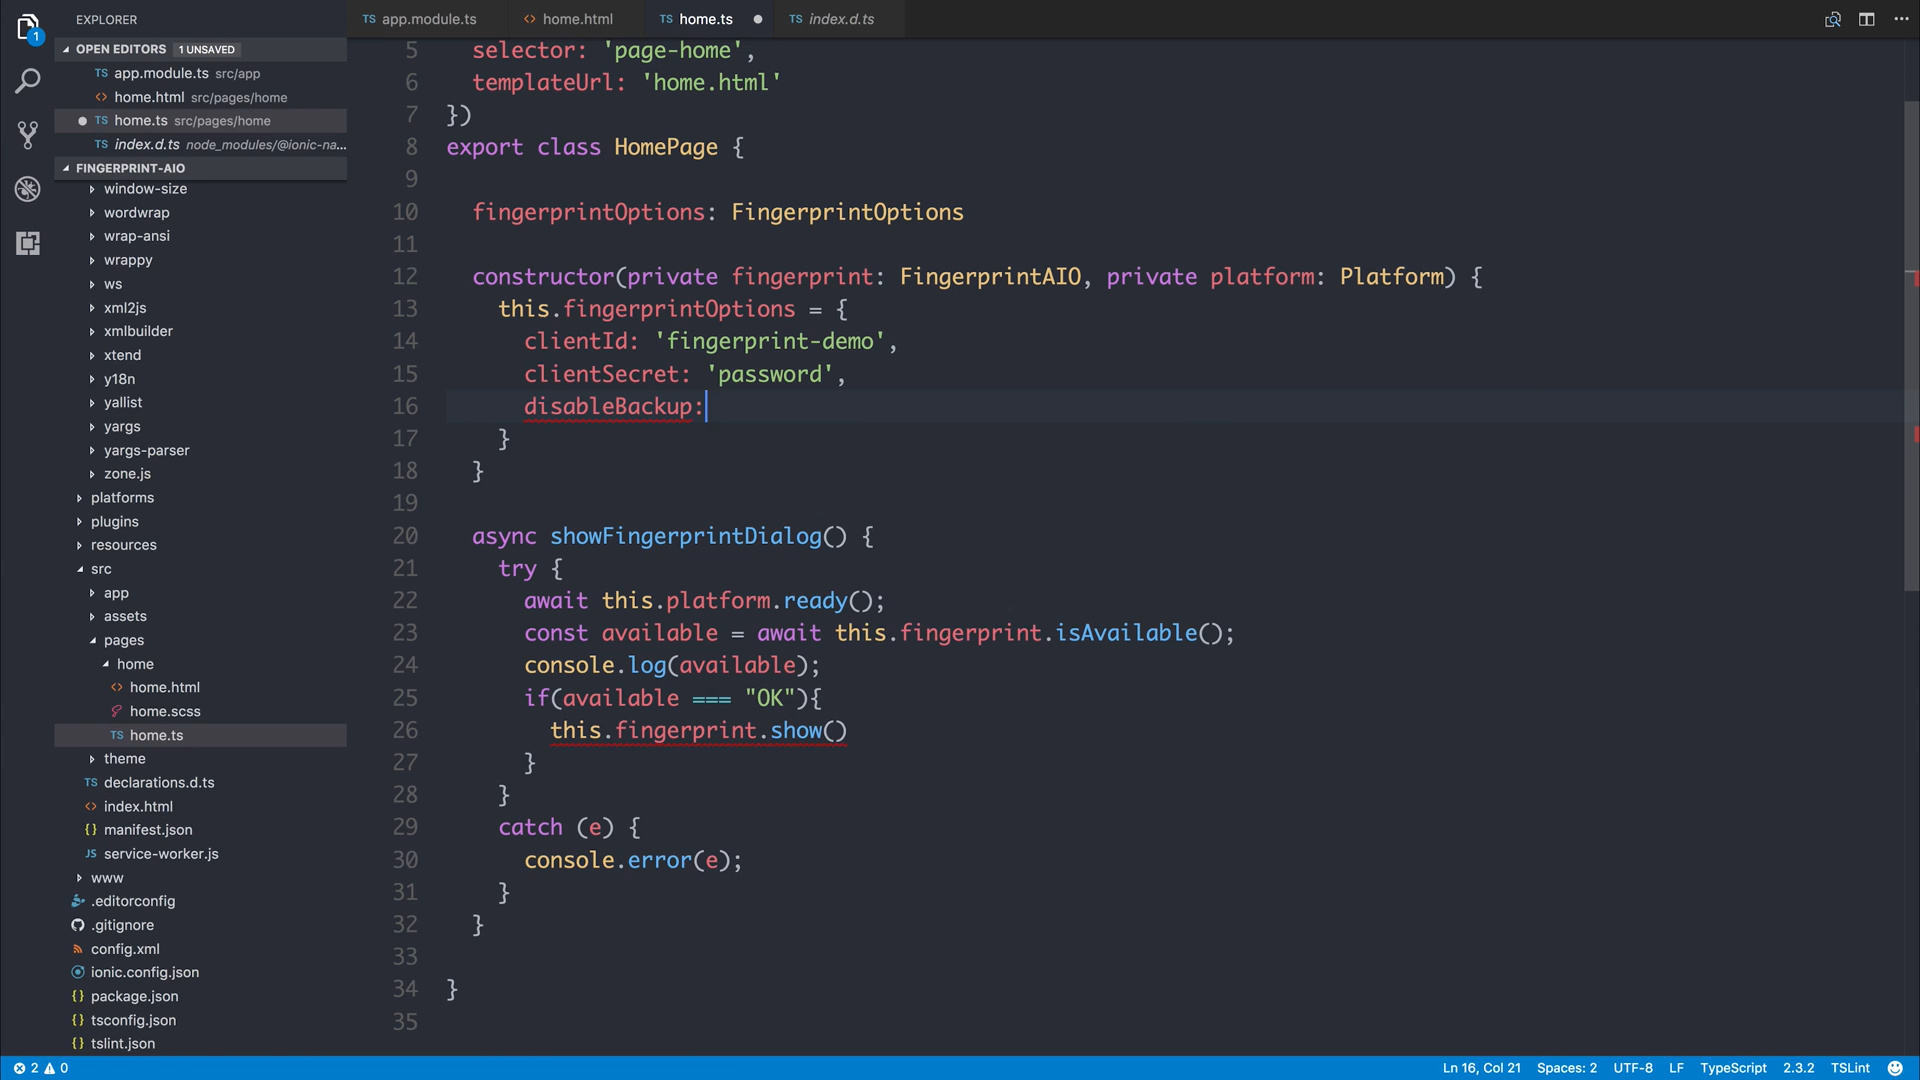 EXPLORER
OPEN EDITORS 1 UNSAVED
TS app.module.ts src/app
<> home.html src/pages/home
TS home.ts src/pages/home
TS index.d.ts node_modules/@ionic-na...
FINGERPRINT-AIO
window-size
wordwrap
wrap-ansi
wrappy
ws
xml2js
xmlbuilder
xtend
y18n
yallist
yargs
yargs-parser
zone.js
platforms
plugins
resources
src
app
assets
pages
home
<> home.html
home.scss
TS home.ts
theme
TS declarations.d.ts
<> index.html
{} manifest.json
JS service-worker.js
www
.editorconfig
.gitignore
config.xml
ionic.config.json
{} package.json
{} tsconfig.json
{} tslint.json
1
TS app.module.ts <> home.html TS home.ts TS index.d.ts
5 selector: 'page-home',
6 templateUrl: 'home.html'
7 })
8 export class HomePage {
9
10 fingerprintOptions: FingerprintOptions
11
12 constructor(private fingerprint: FingerprintAIO, private platform: Platform) {
13 this.fingerprintOptions = {
14 clientId: 'fingerprint-demo',
15 clientSecret: 'password',
16 disableBackup:
17 }
18 }
19
20 async showFingerprintDialog() {
21 try {
22 await this.platform.ready();
23 const available = await this.fingerprint.isAvailable();
24 console.log(available);
25 if(available === "OK"){
26 this.fingerprint.show()
27 }
28 }
29 catch (e) {
30 console.error(e);
31 }
32 }
33
34 }
35
2 0 Ln 16, Col 21 Spaces: 2 UTF-8 LF TypeScript 2.3.2 TSLint